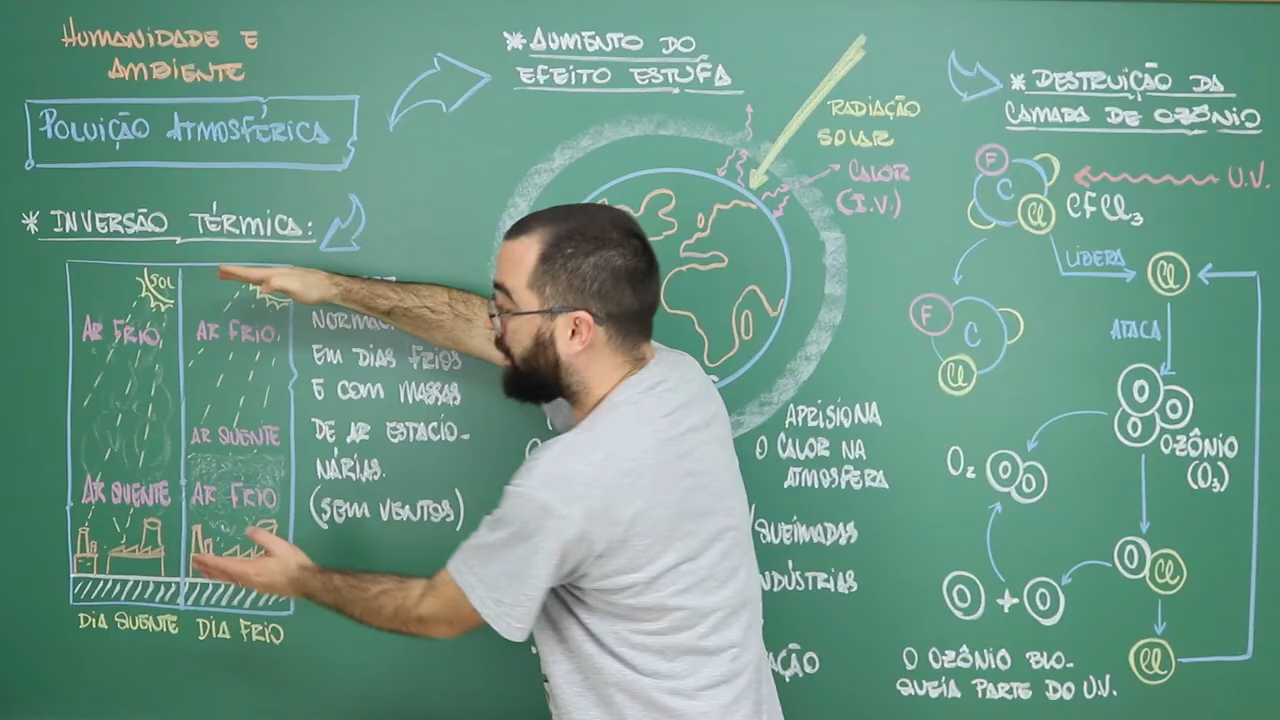 HUMANIDADE E
AMBIENTE
POLUIÇÃO ATMOSFÉRICA
* INVERSÃO TÉRMICA:
SOL
AR FRIO
AR QUENTE
DIA QUENTE
AR FRIO
AR QUENTE
AR FRIO
DIA FRIO
EM DIAS FRIOS
E COM MASSAS
DE AR ESTACIO-
NÁRIAS.
(SEM VENTOS)
* AUMENTO DO
EFEITO ESTUFA
RADIAÇÃO
SOLAR
CALOR
(I.V.)
APRISIONA
O CALOR NA
ATMOSFERA
QUEIMADAS
* DESTRUIÇÃO DA
CAMADA DE OZÔNIO
F
C
Cl
CFCl3
U.V.
LIBERA
Cl
F
C
Cl
ATACA
O
O
O
OZÔNIO
(O3)
O2
O
O
O
Cl
O
+
O
Cl
O OZÔNIO BLO-
QUEIA PARTE DO U.V.